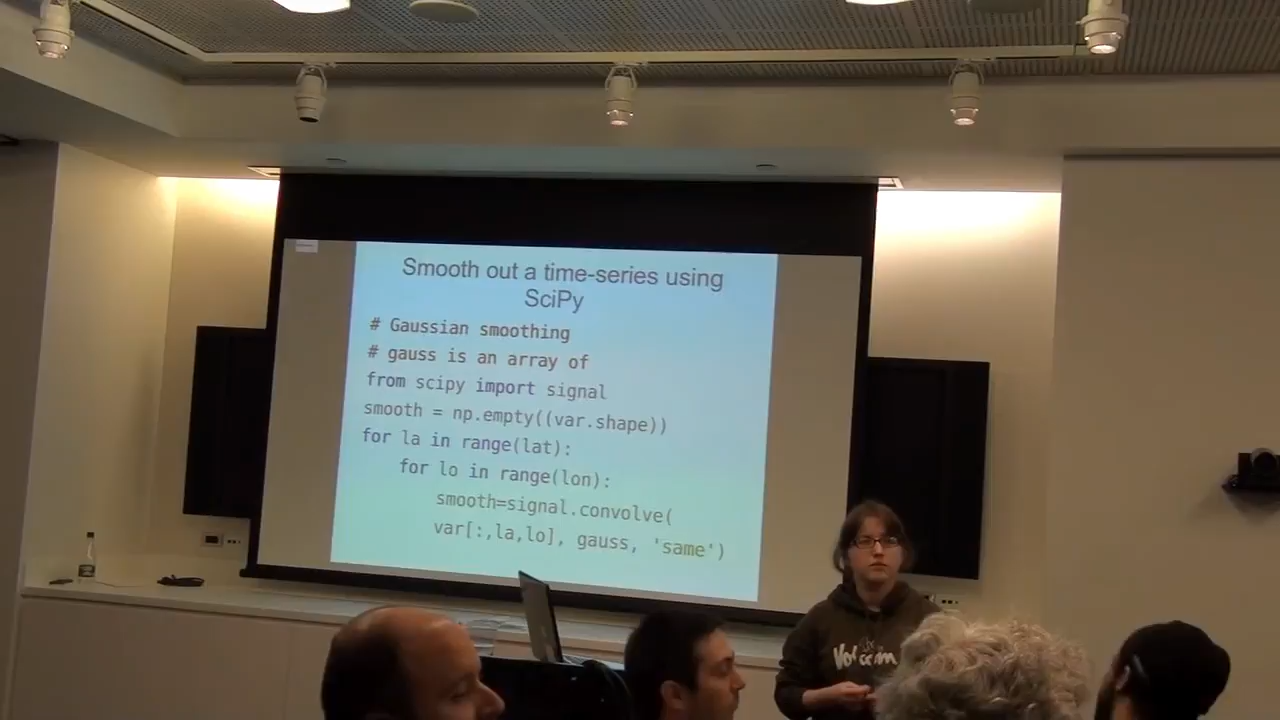 Smooth out a time-series using
SciPy
# Gaussian smoothing
# gauss is an array of
from scipy import signal
smooth = np.empty((var.shape))
for la in range(lat):
for lo in range(lon):
smooth=signal.convolve(
var[:,la,lo], gauss, 'same')
Volcom